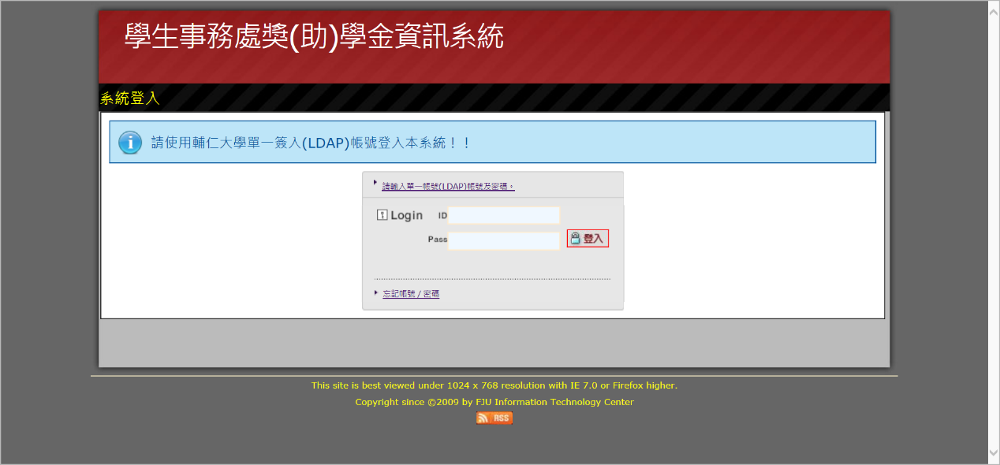 學生事務處獎(助)學金資訊系統
系統登入
請使用輔仁大學單一簽入(LDAP)帳號登入本系統！！
請輸入單一帳號(LDAP)帳號及密碼。
Login ID
Pass
登入
忘記帳號 / 密碼
This site is best viewed under 1024 x 768 resolution with IE 7.0 or Firefox higher.
Copyright since ©2009 by FJU Information Technology Center
RSS